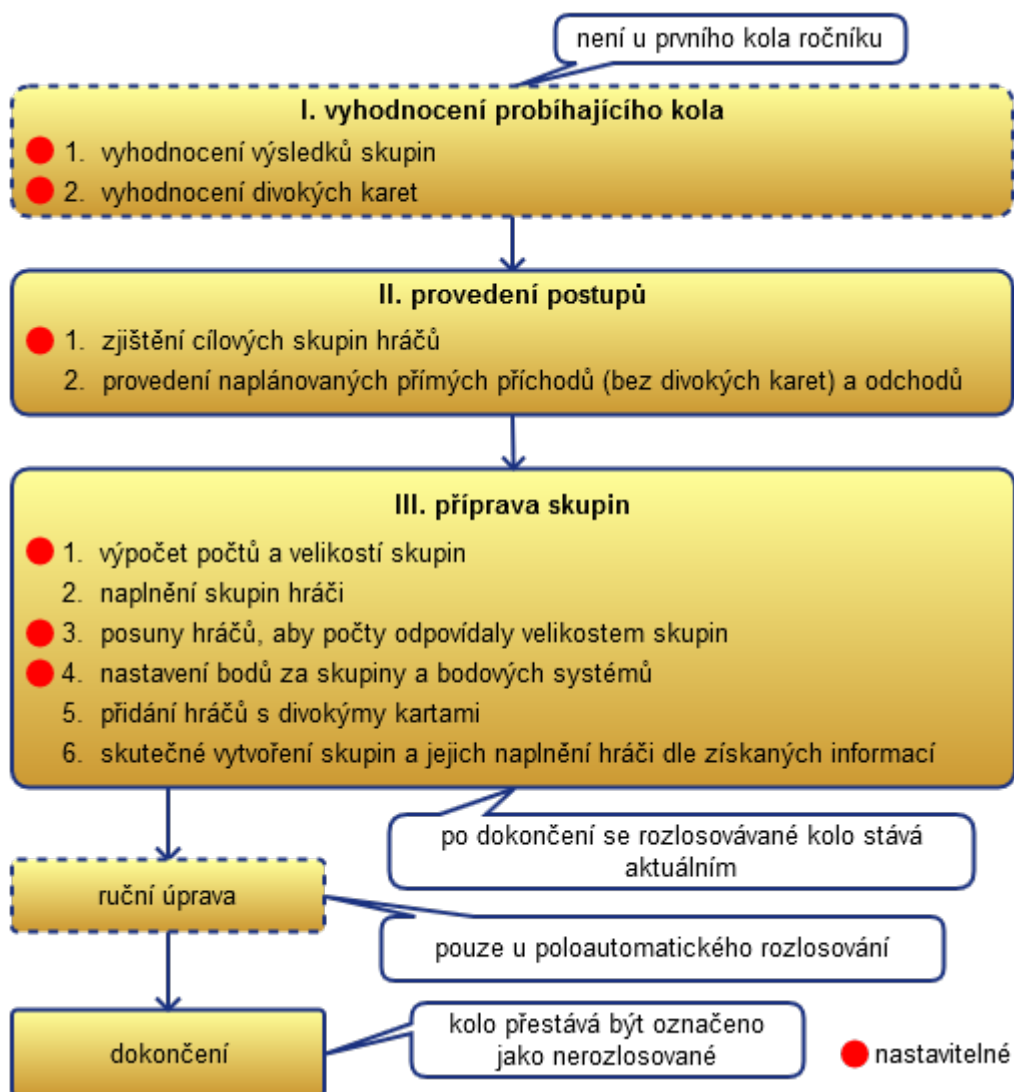 není u prvního kola ročníku
I. vyhodnocení probíhajícího kola
1. vyhodnocení výsledků skupin
2. vyhodnocení divokých karet
II. provedení postupů
1. zjištění cílových skupin hráčů
2. provedení naplánovaných přímých příchodů (bez divokých karet) a odchodů
III. příprava skupin
1. výpočet počtů a velikostí skupin
2. naplnění skupin hráči
3. posuny hráčů, aby počty odpovídaly velikostem skupin
4. nastavení bodů za skupiny a bodových systémů
5. přidání hráčů s divokýmy kartami
6. skutečné vytvoření skupin a jejich naplnění hráči dle získaných informací
po dokončení se rozlosovávané kolo stává
aktuálním
ruční úprava
pouze u poloautomatického rozlosování
dokončení
kolo přestává být označeno
jako nerozlosované
nastavitelné